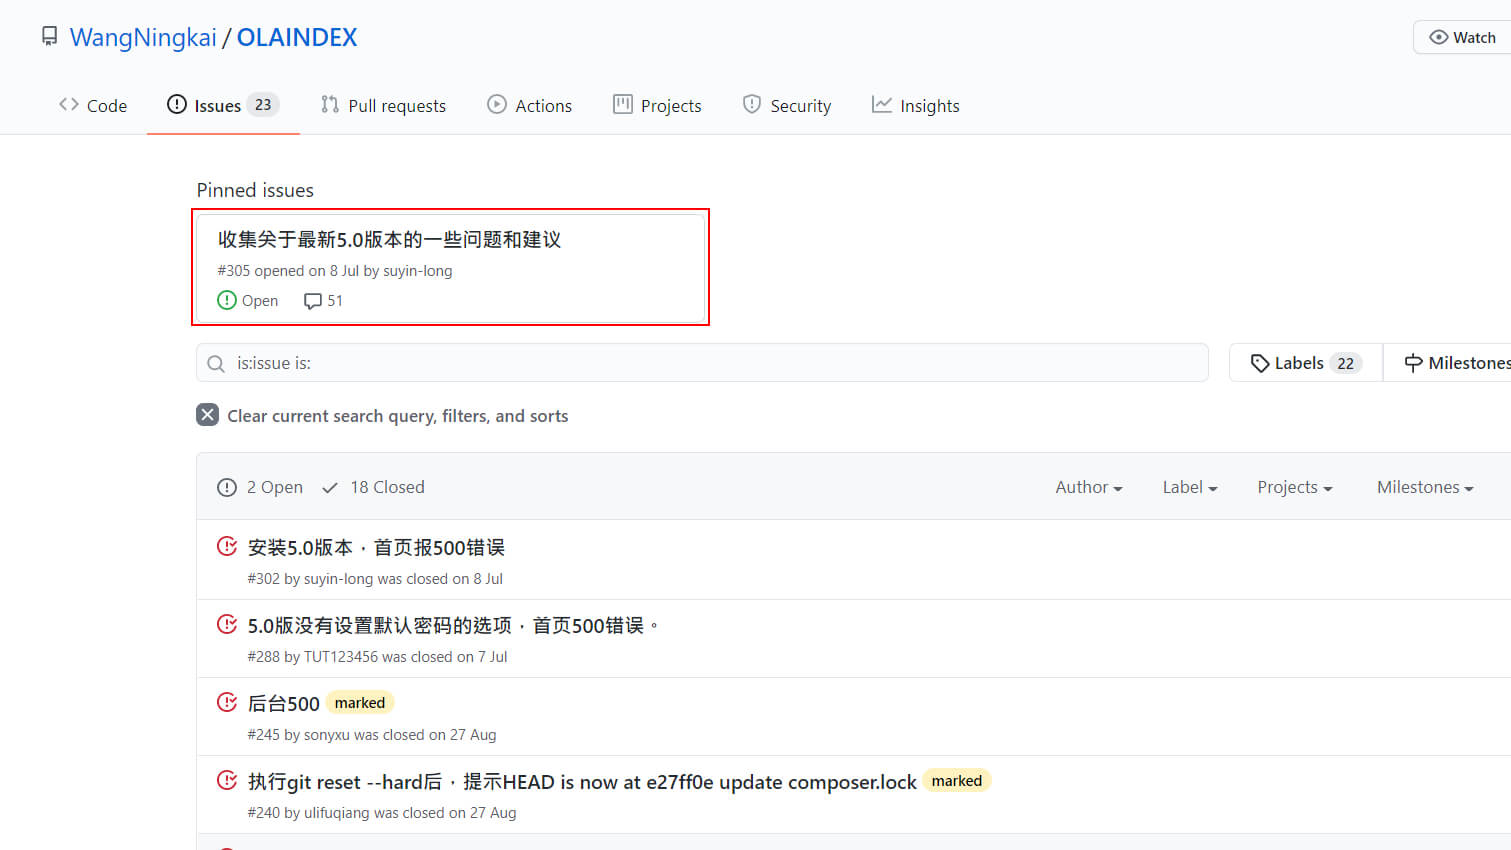 WangNingkai / OLAINDEX
Watch
Code Issues 23 Pull requests Actions Projects Security Insights
Pinned issues
收集关于最新5.0版本的一些问题和建议
#305 opened on 8 Jul by suyin-long
Open 51
is:issue is:
Labels 22 Milestones
Clear current search query, filters, and sorts
2 Open 18 Closed Author Label Projects Milestones
安装5.0版本，首页报500错误
#302 by suyin-long was closed on 8 Jul
5.0版没有设置默认密码的选项，首页500错误。
#288 by TUT123456 was closed on 7 Jul
后台500 marked
#245 by sonyxu was closed on 27 Aug
执行git reset --hard后，提示HEAD is now at e27ff0e update composer.lock marked
#240 by ulifuqiang was closed on 27 Aug